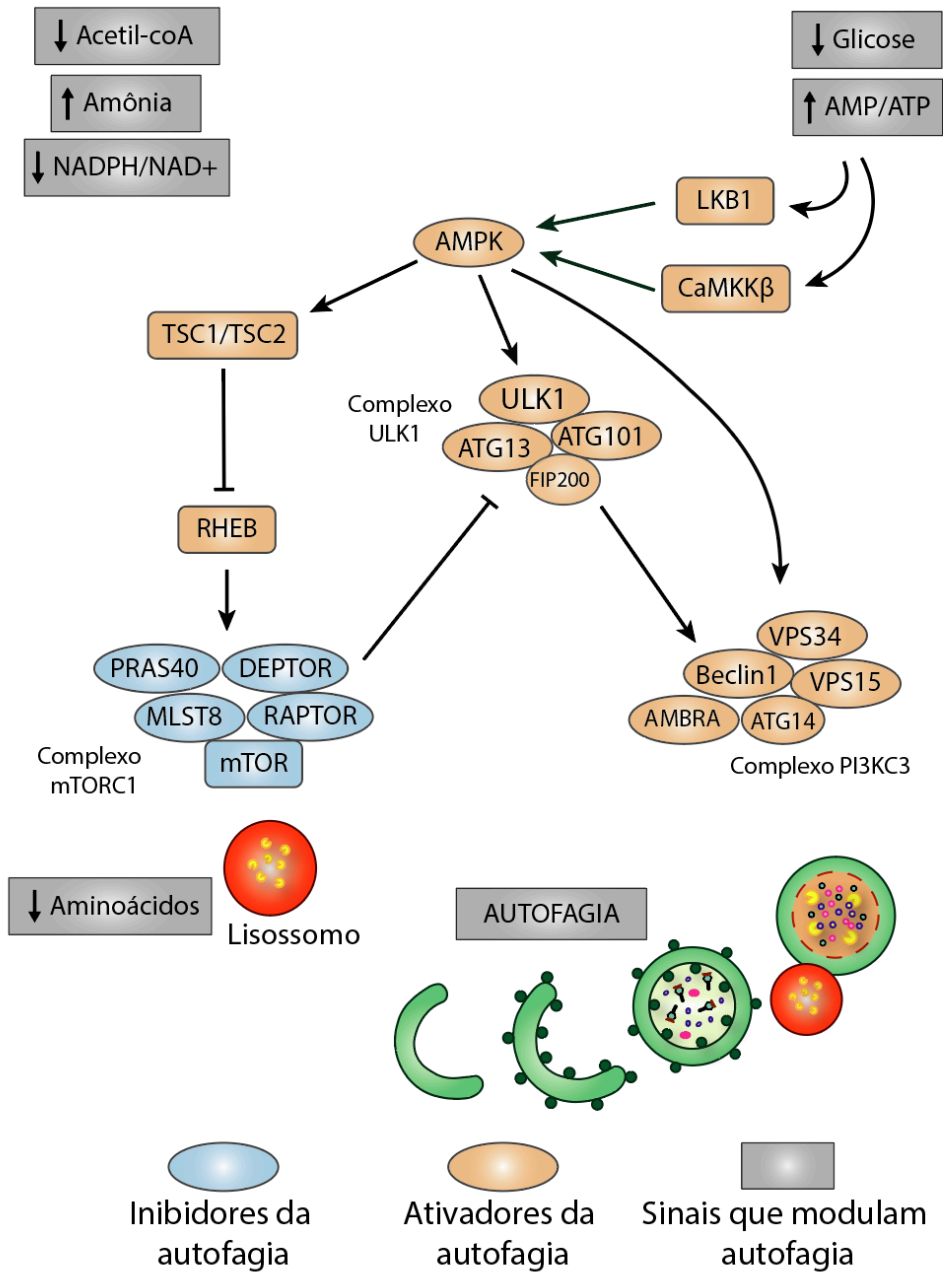 ↓ Acetil-coA
↑ Amônia
↓ NADPH/NAD+
↓ Glicose
↑ AMP/ATP
LKB1
AMPK
CaMKKβ
TSC1/TSC2
Complexo
ULK1
ULK1
ATG13
ATG101
FIP200
RHEB
PRAS40
DEPTOR
MLST8
RAPTOR
mTOR
Complexo
mTORC1
VPS34
Beclin1
VPS15
AMBRA
ATG14
Complexo PI3KC3
↓ Aminoácidos
Lisossomo
AUTOFAGIA
Inibidores da
autofagia
Ativadores da
autofagia
Sinais que modulam
autofagia